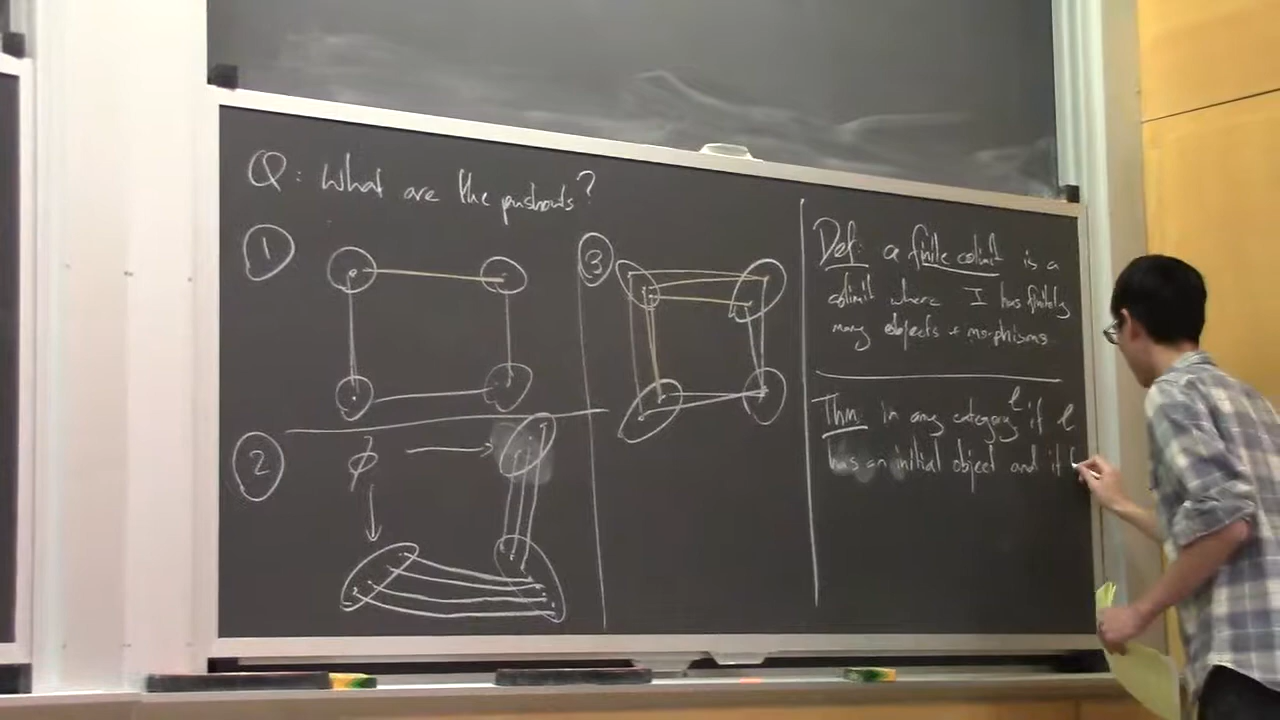 Q: What are the pushouts?
1
3
2
φ
Def: a finite colimit is a
colimit where I has finitely
many objects + morphisms
Thm: in any category ℓ if ℓ
has an initial object and if